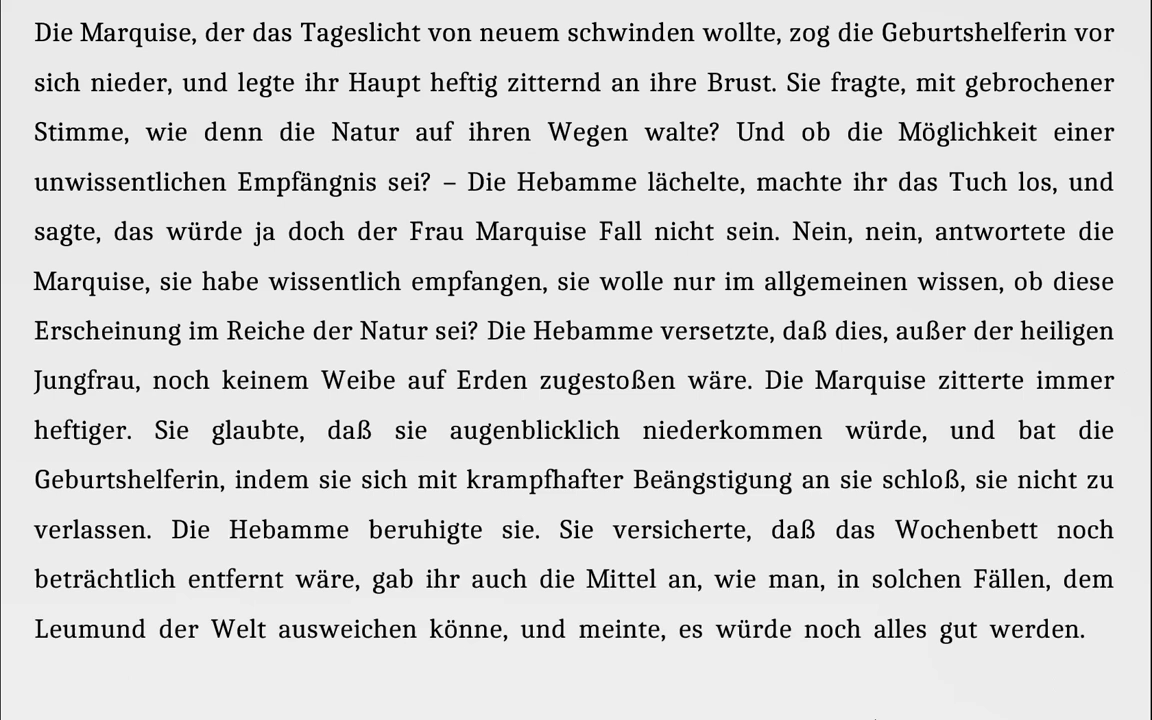 Die Marquise, der das Tageslicht von neuem schwinden wollte, zog die Geburtshelferin vor
sich nieder, und legte ihr Haupt heftig zitternd an ihre Brust. Sie fragte, mit gebrochener
Stimme, wie denn die Natur auf ihren Wegen walte? Und ob die Möglichkeit einer
unwissentlichen Empfängnis sei? – Die Hebamme lächelte, machte ihr das Tuch los, und
sagte, das würde ja doch der Frau Marquise Fall nicht sein. Nein, nein, antwortete die
Marquise, sie habe wissentlich empfangen, sie wolle nur im allgemeinen wissen, ob diese
Erscheinung im Reiche der Natur sei? Die Hebamme versetzte, daß dies, außer der heiligen
Jungfrau, noch keinem Weibe auf Erden zugestoßen wäre. Die Marquise zitterte immer
heftiger. Sie glaubte, daß sie augenblicklich niederkommen würde, und bat die
Geburtshelferin, indem sie sich mit krampfhafter Beängstigung an sie schloß, sie nicht zu
verlassen. Die Hebamme beruhigte sie. Sie versicherte, daß das Wochenbett noch
beträchtlich entfernt wäre, gab ihr auch die Mittel an, wie man, in solchen Fällen, dem
Leumund der Welt ausweichen könne, und meinte, es würde noch alles gut werden.